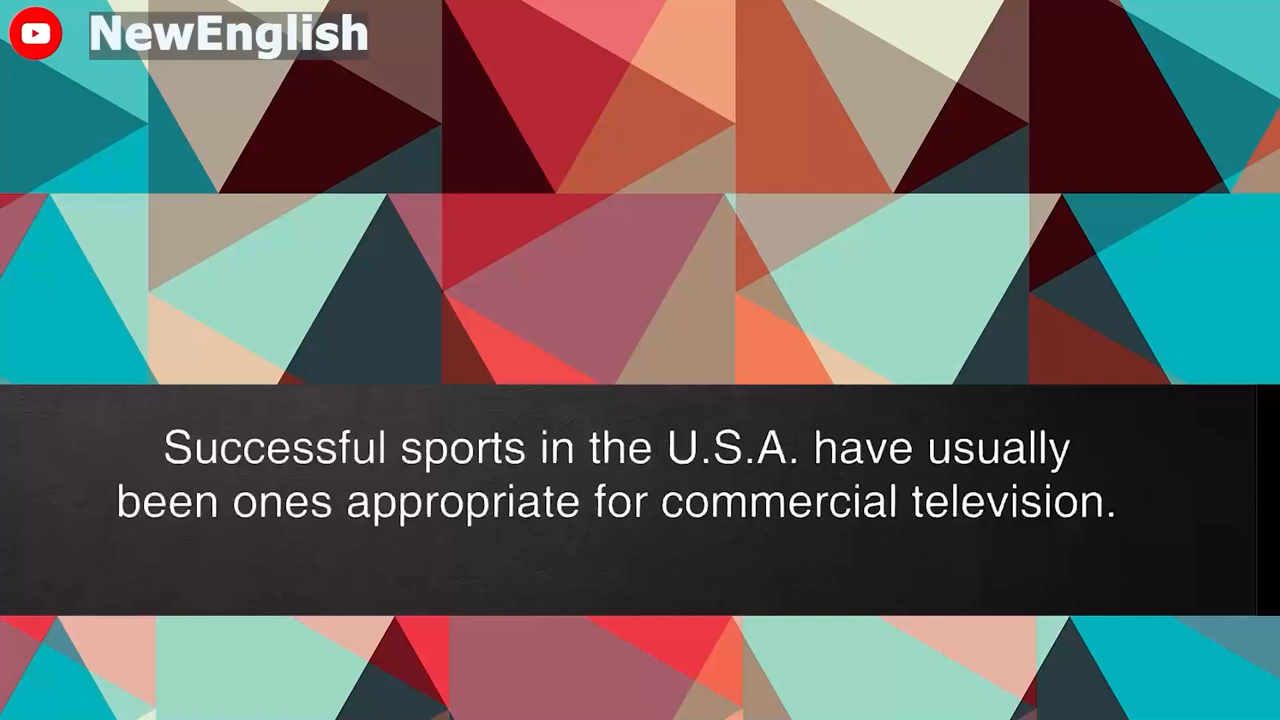 NewEnglish
Successful sports in the U.S.A. have usually
been ones appropriate for commercial television.